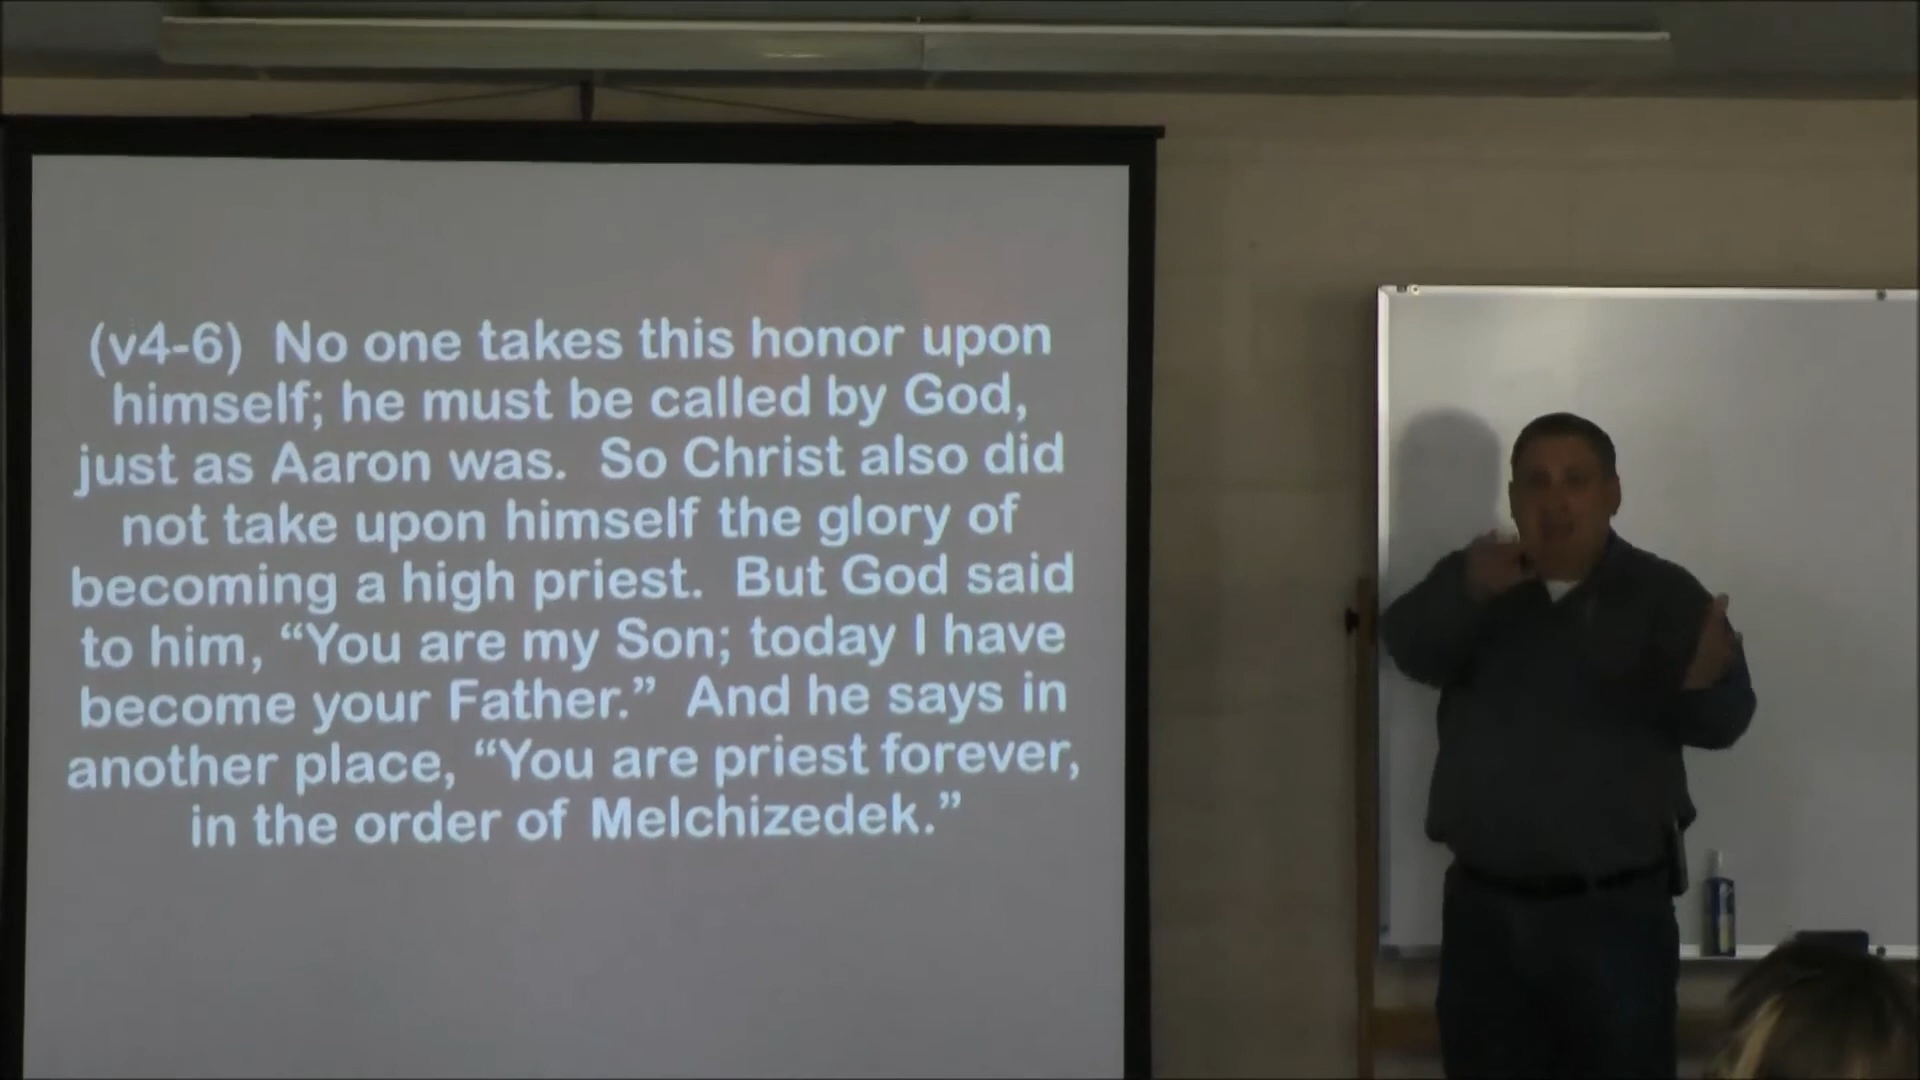 (v4-6)  No one takes this honor upon
himself; he must be called by God,
just as Aaron was.  So Christ also did
not take upon himself the glory of
becoming a high priest.  But God said
to him, “You are my Son; today I have
become your Father.”  And he says in
another place, “You are priest forever,
in the order of Melchizedek.”